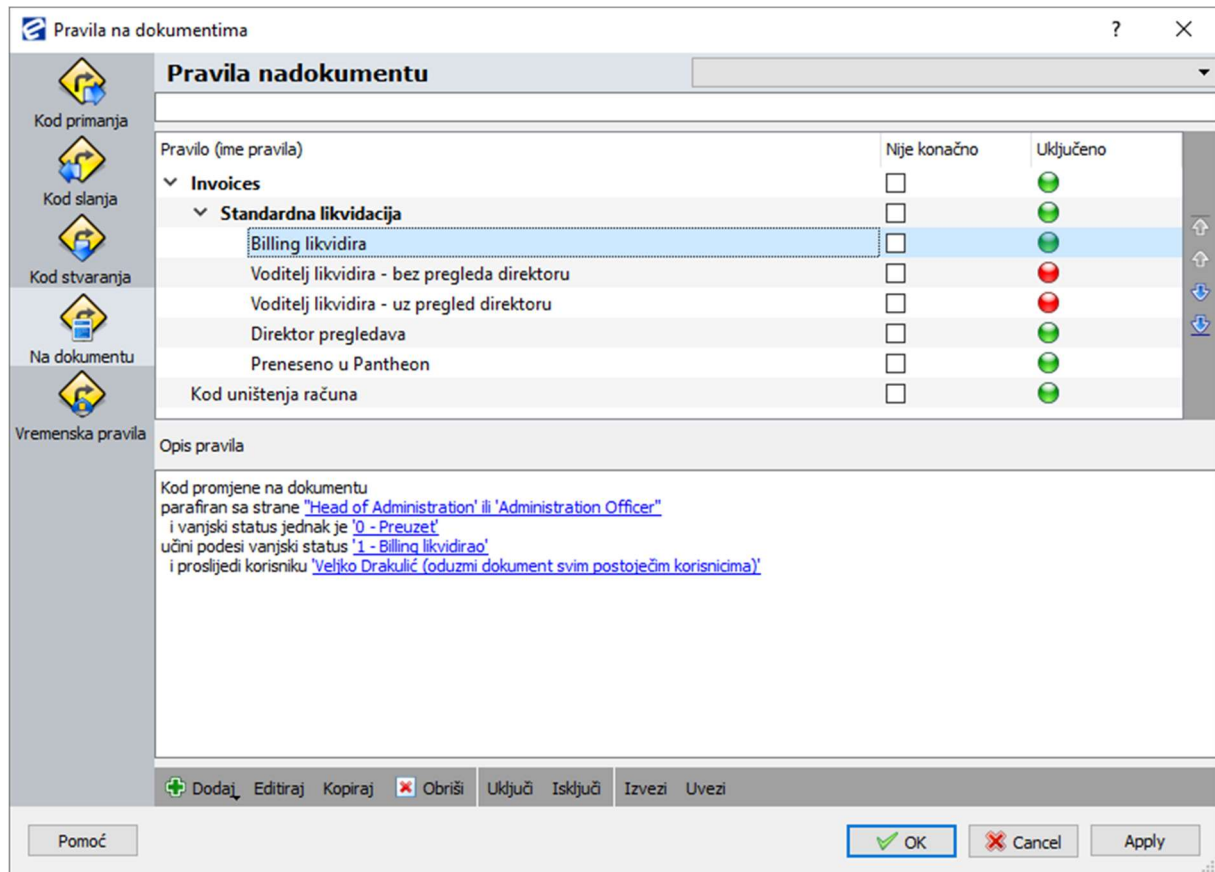 Pravila na dokumentima
?
Pravila nadokumentu
Kod primanja
Kod slanja
Kod stvaranja
Na dokumentu
Vremenska pravila
Pravilo (ime pravila) Nije konačno Uključeno
Invoices
Standardna likvidacija
Billing likvidira
Voditelj likvidira - bez pregleda direktoru
Voditelj likvidira - uz pregled direktoru
Direktor pregledava
Preneseno u Pantheon
Kod uništenja računa
Opis pravila
Kod promjene na dokumentu
parafiran sa strane "Head of Administration' ili 'Administration Officer"
i vanjski status jednak je '0 - Preuzet'
učini podesi vanjski status '1 - Billing likvidirao'
i proslijedi korisniku 'Veljko Drakulić (oduzmi dokument svim postoječim korisnicima)'
Dodaj Editiraj Kopiraj Obriši Uključi Isključi Izvezi Uvezi
Pomoć OK Cancel Apply